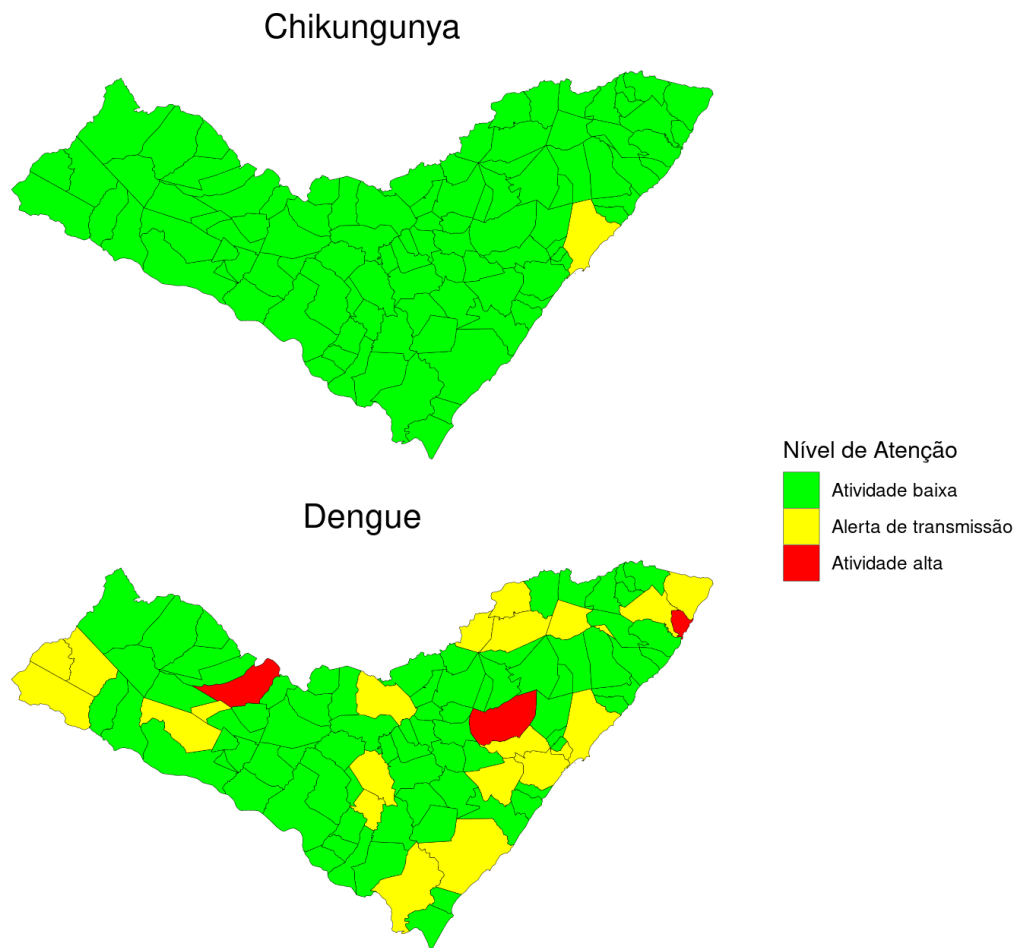 Chikungunya
Nível de Atenção
Atividade baixa
Alerta de transmissão
Atividade alta
Dengue